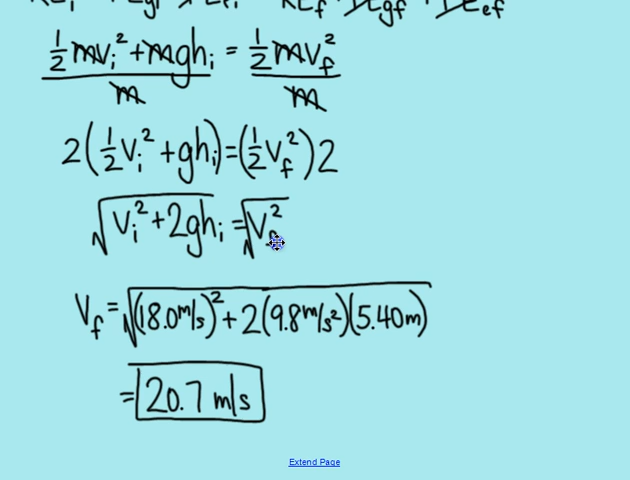 ½mvᵢ² + mghᵢ = ½mv_f²
m m
2(½vᵢ² + ghᵢ) = (½v_f²)2
√(vᵢ² + 2ghᵢ) = √(v_f²)
V_f = √((18.0 m/s)² + 2(9.8 m/s²)(5.40 m))
= 20.7 m/s
Extend Page